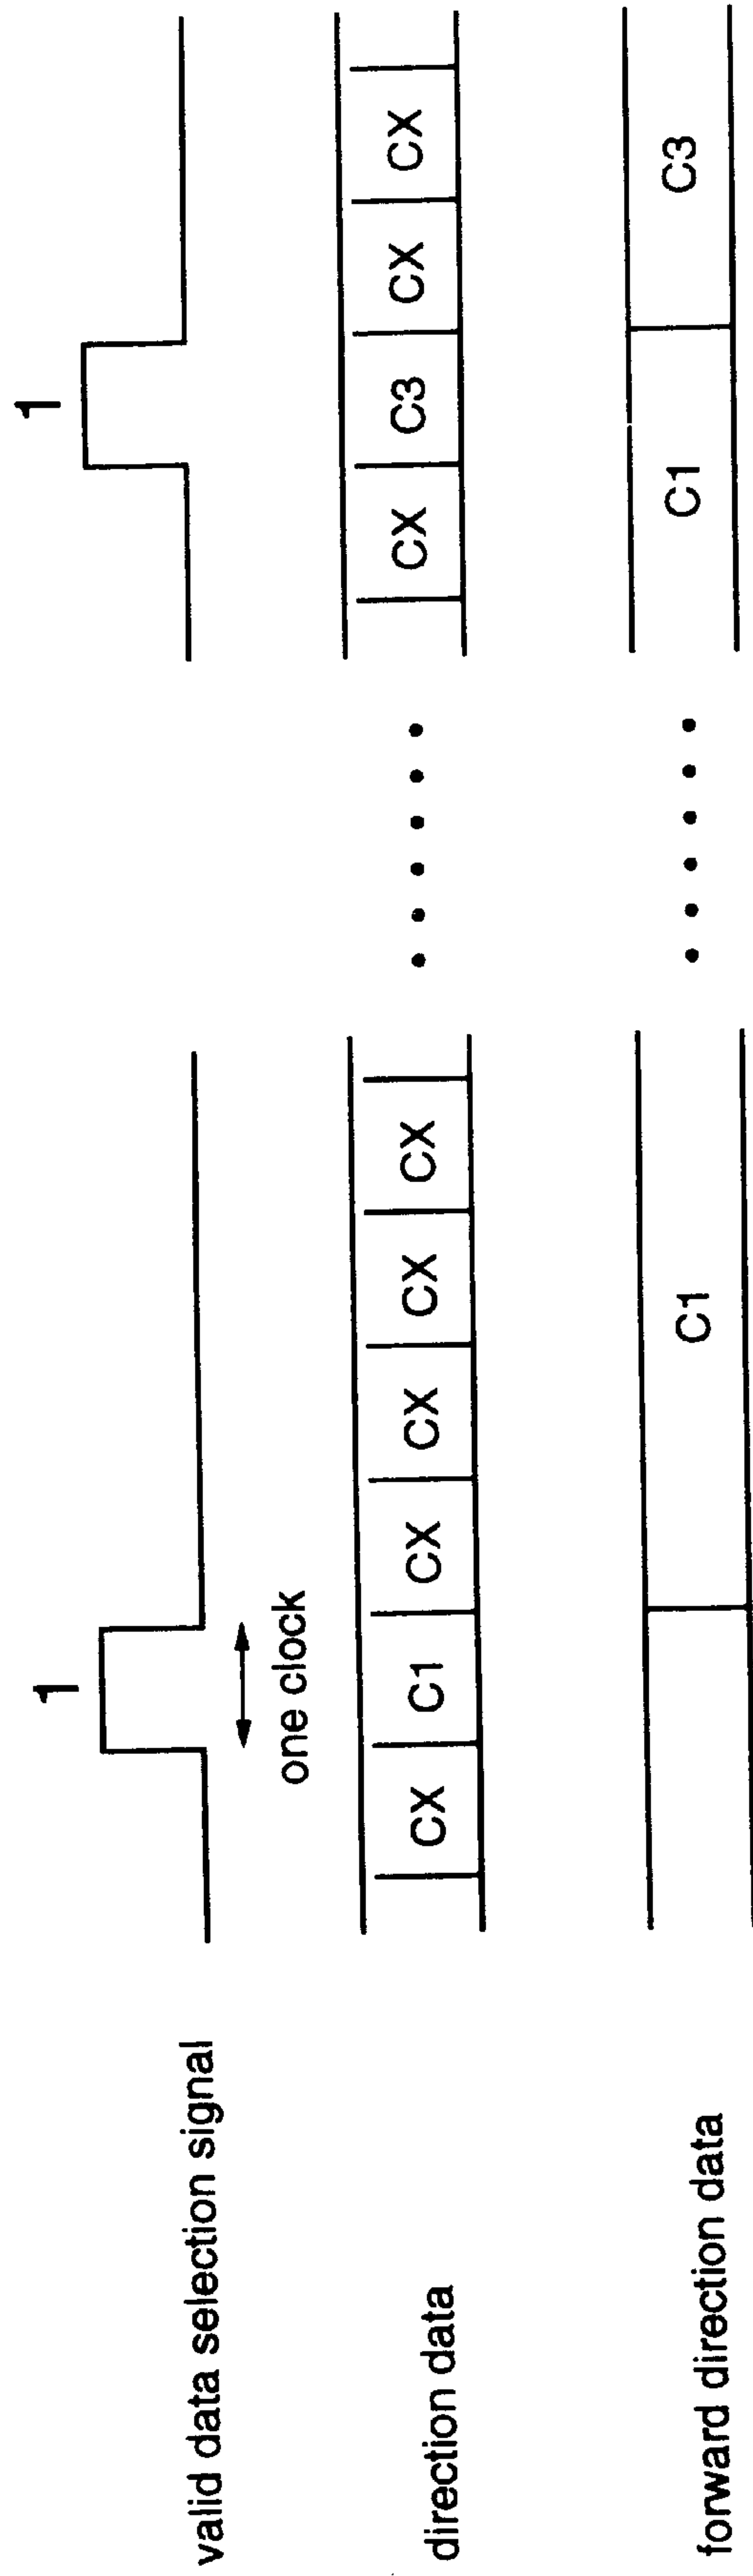 valid data selection signal
1
1
one clock
direction data
CX C1 CX CX CX CX CX C3 CX CX
forward direction data
C1 C1 C3